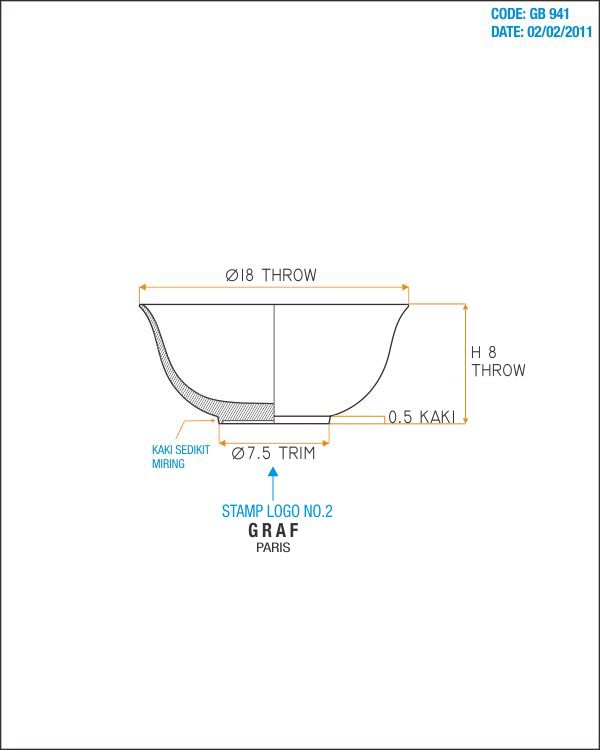 CODE: GB 941
DATE: 02/02/2011
Ø18 THROW
H 8
THROW
0.5 KAKI
KAKI SEDIKIT
MIRING
Ø7.5 TRIM
STAMP LOGO NO.2
GRAF
PARIS